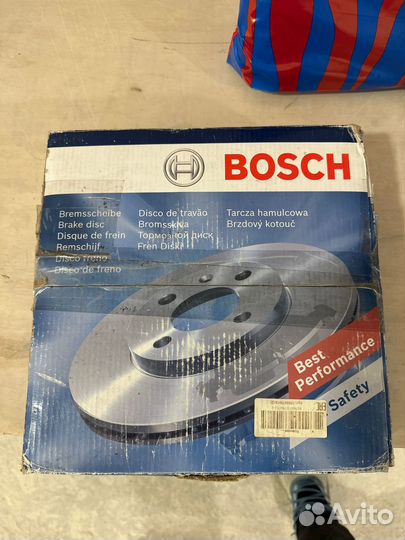 BOSCH
Bremsscheibe
Brake disc
Disque de frein
Remschijf
Disco freno
Disco de freno
Disco de travão
Bromsskiva
Тормозной диск
Fren Diski
Tarcza hamulcowa
Brzdový kotouč
Best
Performance
Safety
EAC
Avito